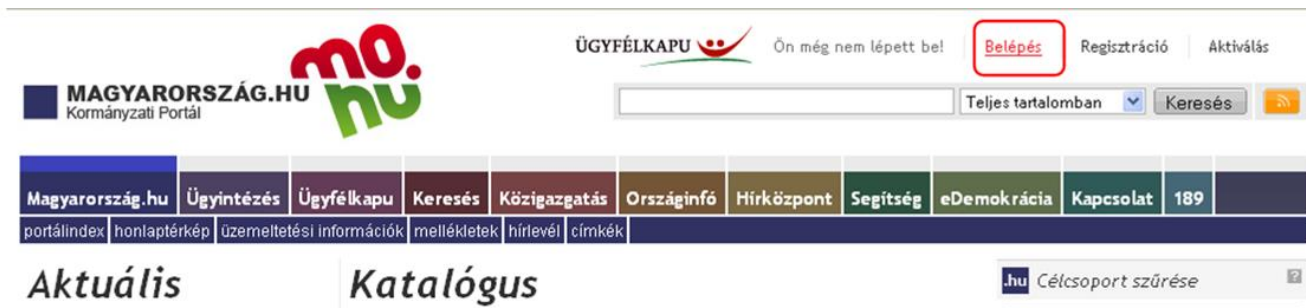 ÜGYFÉLKAPU Ön még nem lépett be! Belépés Regisztráció Aktiválás
mo.
hu
MAGYARORSZÁG.HU
Kormányzati Portál
Teljes tartalomban Keresés
Magyarország.hu Ügyintézés Ügyfélkapu Keresés Közigazgatás Országinfó Hírközpont Segítség eDemokrácia Kapcsolat 189
portálindex honlaptérkép üzemeltetési információk mellékletek hírlevél címkék
Aktuális Katalógus .hu Célcsoport szűrése ?